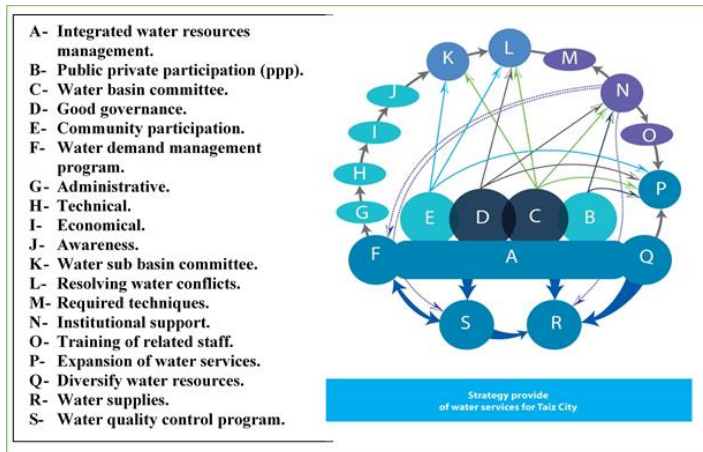 A- Integrated water resources
management.
B- Public private participation (ppp).
C- Water basin committee.
D- Good governance.
E- Community participation.
F- Water demand management
program.
G- Administrative.
H- Technical.
I- Economical.
J- Awareness.
K- Water sub basin committee.
L- Resolving water conflicts.
M- Required techniques.
N- Institutional support.
O- Training of related staff.
P- Expansion of water services.
Q- Diversify water resources.
R- Water supplies.
S- Water quality control program.
L
K
M
J
N
I
O
H
P
G
E
D
C
B
F
A
Q
S
R
Strategy provide
of water services for Taiz City